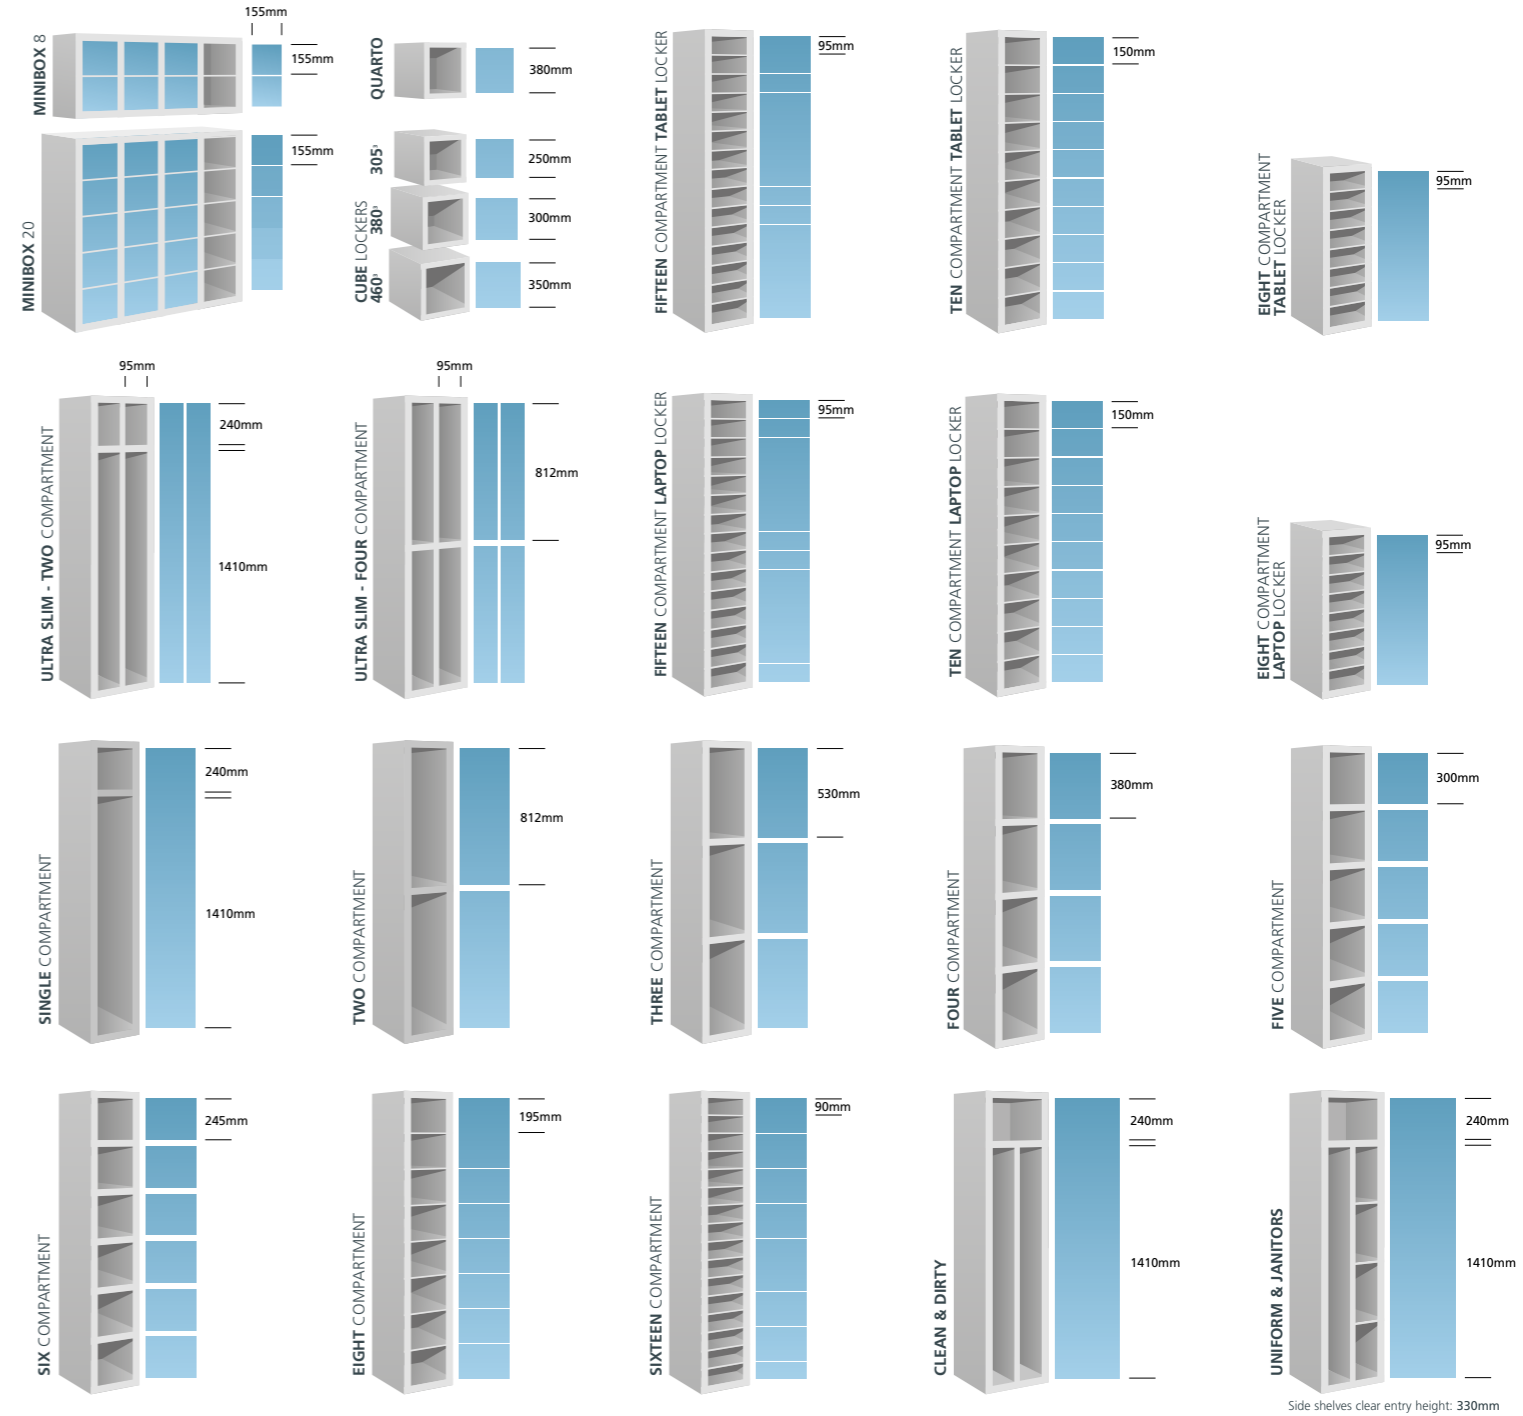 155mm
MINIBOX 8
155mm
MINIBOX 20
155mm
QUARTO
380mm
CUBE LOCKERS
305³
250mm
380³
300mm
460³
350mm
FIFTEEN COMPARTMENT TABLET LOCKER
95mm
TEN COMPARTMENT TABLET LOCKER
150mm
EIGHT COMPARTMENT
TABLET LOCKER
95mm
95mm
ULTRA SLIM - TWO COMPARTMENT
240mm
1410mm
95mm
ULTRA SLIM - FOUR COMPARTMENT
812mm
FIFTEEN COMPARTMENT LAPTOP LOCKER
95mm
TEN COMPARTMENT LAPTOP LOCKER
150mm
EIGHT COMPARTMENT
LAPTOP LOCKER
95mm
SINGLE COMPARTMENT
240mm
1410mm
TWO COMPARTMENT
812mm
THREE COMPARTMENT
530mm
FOUR COMPARTMENT
380mm
FIVE COMPARTMENT
300mm
SIX COMPARTMENT
245mm
EIGHT COMPARTMENT
195mm
SIXTEEN COMPARTMENT
90mm
CLEAN & DIRTY
240mm
1410mm
UNIFORM & JANITORS
240mm
1410mm
Side shelves clear entry height: 330mm